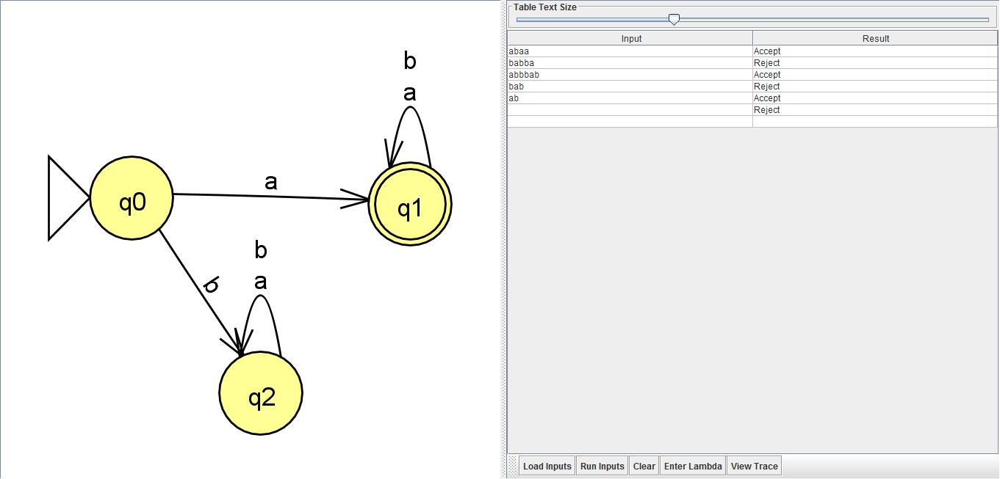 b
a
q0
a
q1
b
b
a
q2
Table Text Size
Input Result
abaa Accept
babba Reject
abbbab Accept
bab Reject
ab Accept
Reject
Load Inputs Run Inputs Clear Enter Lambda View Trace